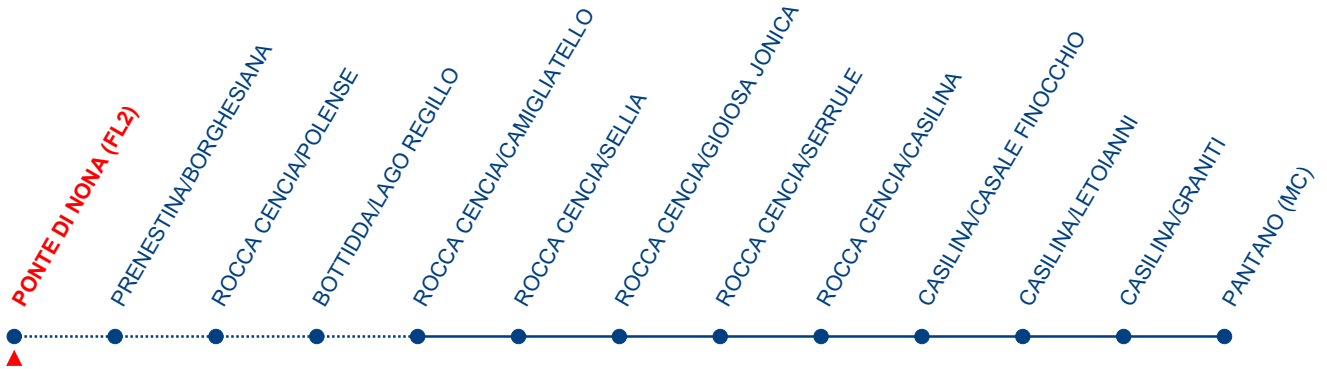 PONTE DI NONA (FL2)
PRENESTINA/BORGHESIANA
ROCCA CENCIA/POLENSE
BOTTIDDA/LAGO REGILLO
ROCCA CENCIA/CAMIGLIATELLO
ROCCA CENCIA/SELLIA
ROCCA CENCIA/GIOIOSA JONICA
ROCCA CENCIA/SERRULE
ROCCA CENCIA/CASILINA
CASILINA/CASALE FINOCCHIO
CASILINA/LETOIANNI
CASILINA/GRANITI
PANTANO (MC)